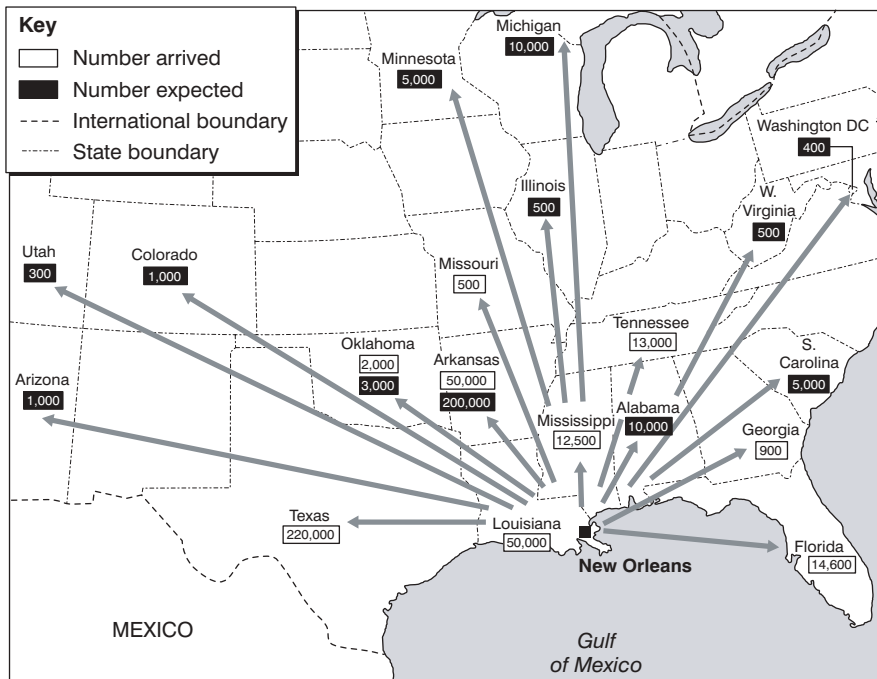 Key
Number arrived
Number expected
International boundary
State boundary
Michigan
10,000
Minnesota
5,000
Washington DC
400
Illinois
500
W.
Virginia
500
Utah
300
Colorado
1,000
Missouri
500
Tennessee
13,000
Oklahoma
2,000
3,000
Arkansas
50,000
200,000
S.
Carolina
5,000
Arizona
1,000
Mississippi
12,500
Alabama
10,000
Georgia
900
Texas
220,000
Louisiana
50,000
New Orleans
Florida
14,600
MEXICO
Gulf
of Mexico